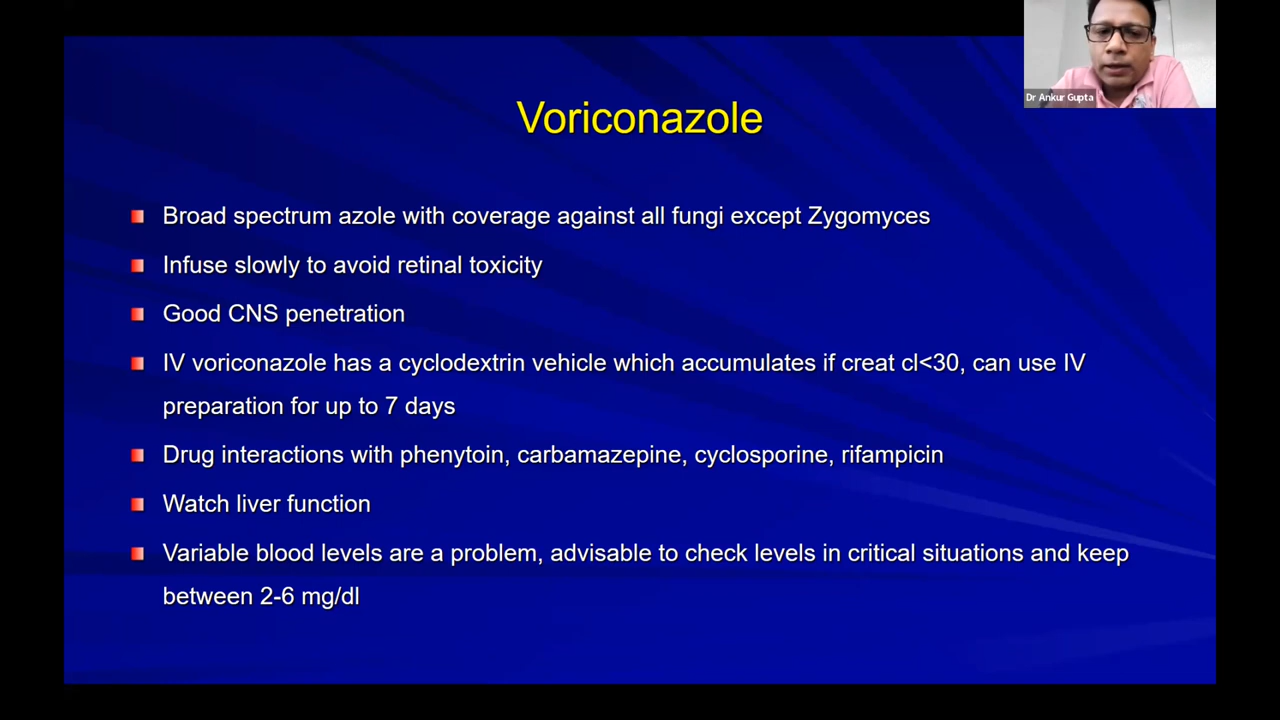 Dr Ankur Gupta
Voriconazole
Broad spectrum azole with coverage against all fungi except Zygomyces
Infuse slowly to avoid retinal toxicity
Good CNS penetration
IV voriconazole has a cyclodextrin vehicle which accumulates if creat cl<30, can use IV
preparation for up to 7 days
Drug interactions with phenytoin, carbamazepine, cyclosporine, rifampicin
Watch liver function
Variable blood levels are a problem, advisable to check levels in critical situations and keep
between 2-6 mg/dl